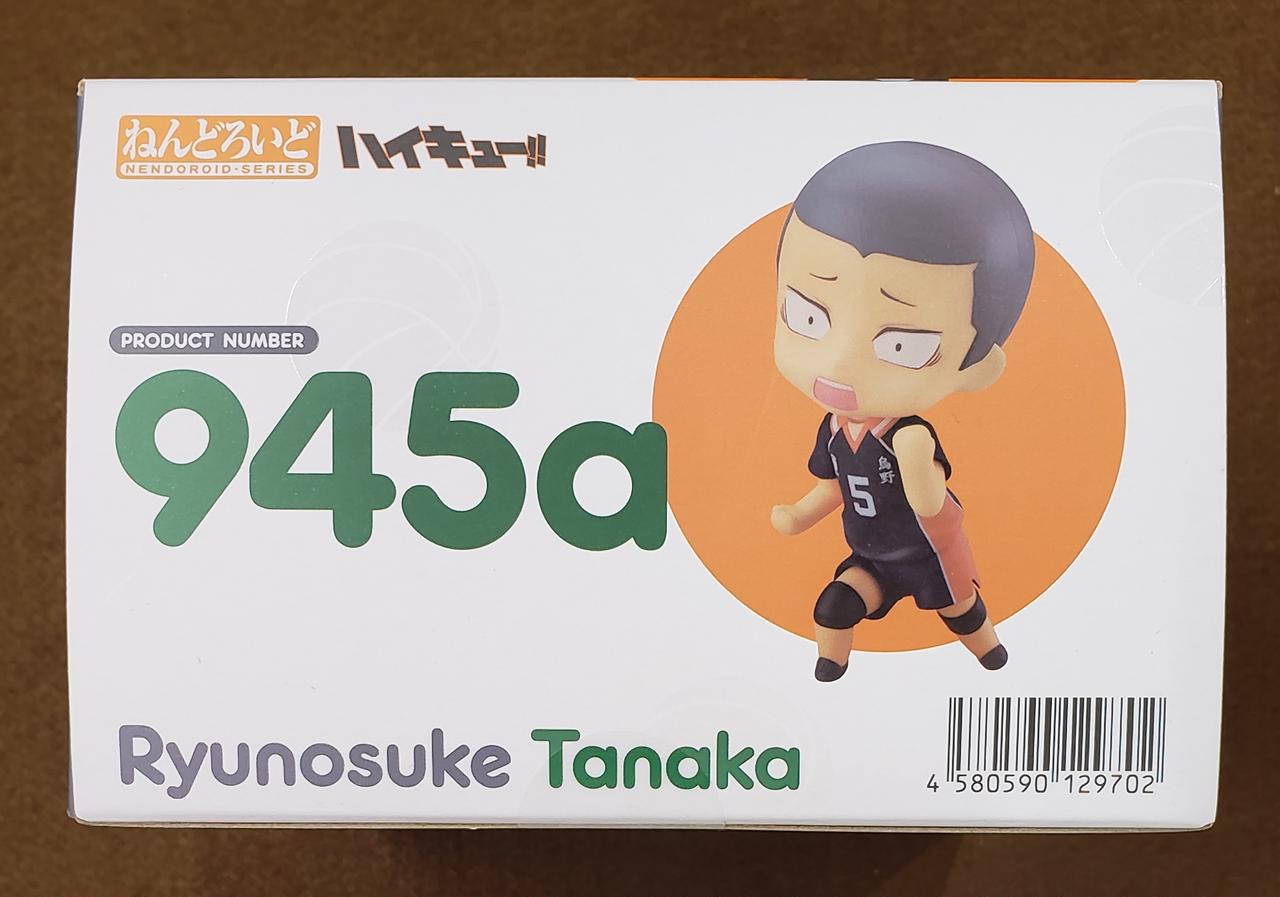 ねんどろいど
NENDOROID-SERIES
ハイキュー!!
PRODUCT NUMBER
945a
烏野
5
Ryunosuke Tanaka
4 580590 129702